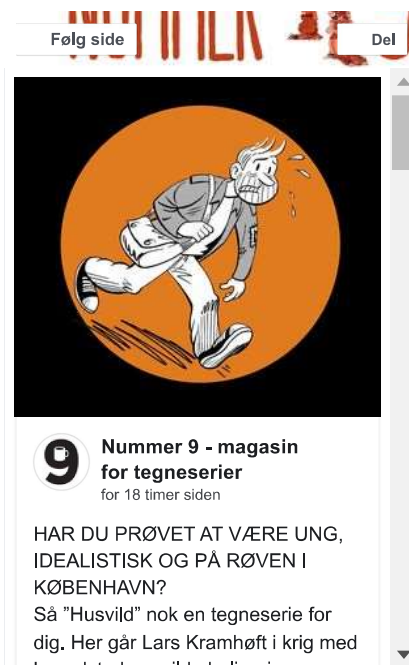 NUMMER
Følg side
Del
9
Nummer 9 - magasin
for tegneserier
for 18 timer siden
HAR DU PRØVET AT VÆRE UNG,
IDEALISTISK OG PÅ RØVEN I
KØBENHAVN?
Så ”Husvild” nok en tegneserie for
dig. Her går Lars Kramhøft i krig med